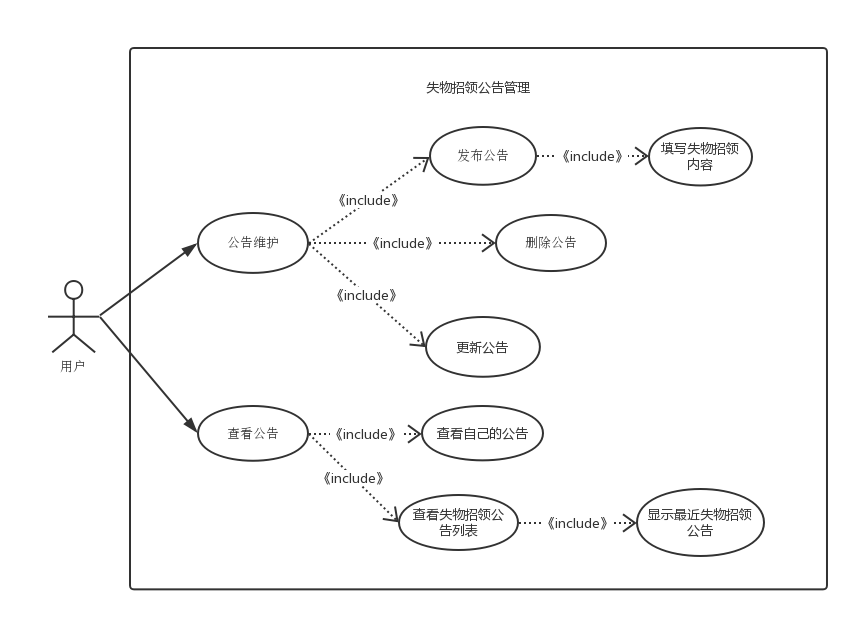 失物招领公告管理
发布公告
《include》
填写失物招领
内容
《include》
公告维护
《include》
删除公告
《include》
更新公告
用户
查看公告
《include》
查看自己的公告
《include》
查看失物招领公
告列表
《include》
显示最近失物招领
公告